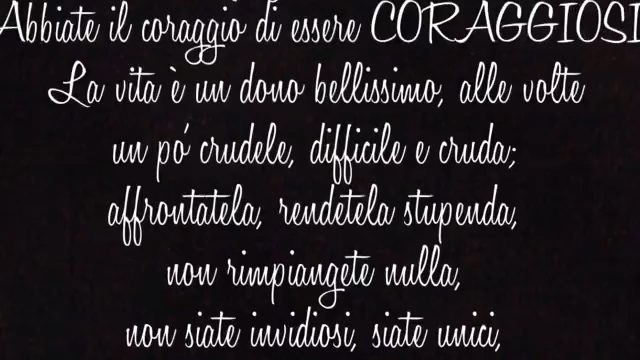 Abbiate il coraggio di essere CORAGGIOSI
La vita è un dono bellissimo, alle volte
un pó crudele, difficile e cruda;
affrontatela, rendetela stupenda,
non rimpiangete nulla,
non siate invidiosi, siate unici,